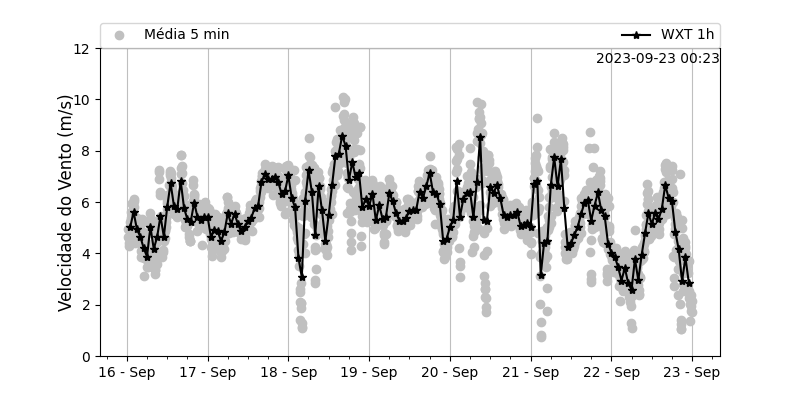 Média 5 min
WXT 1h
2023-09-23 00:23
Velocidade do Vento (m/s)
12
10
8
6
4
2
0
16 - Sep
17 - Sep
18 - Sep
19 - Sep
20 - Sep
21 - Sep
22 - Sep
23 - Sep